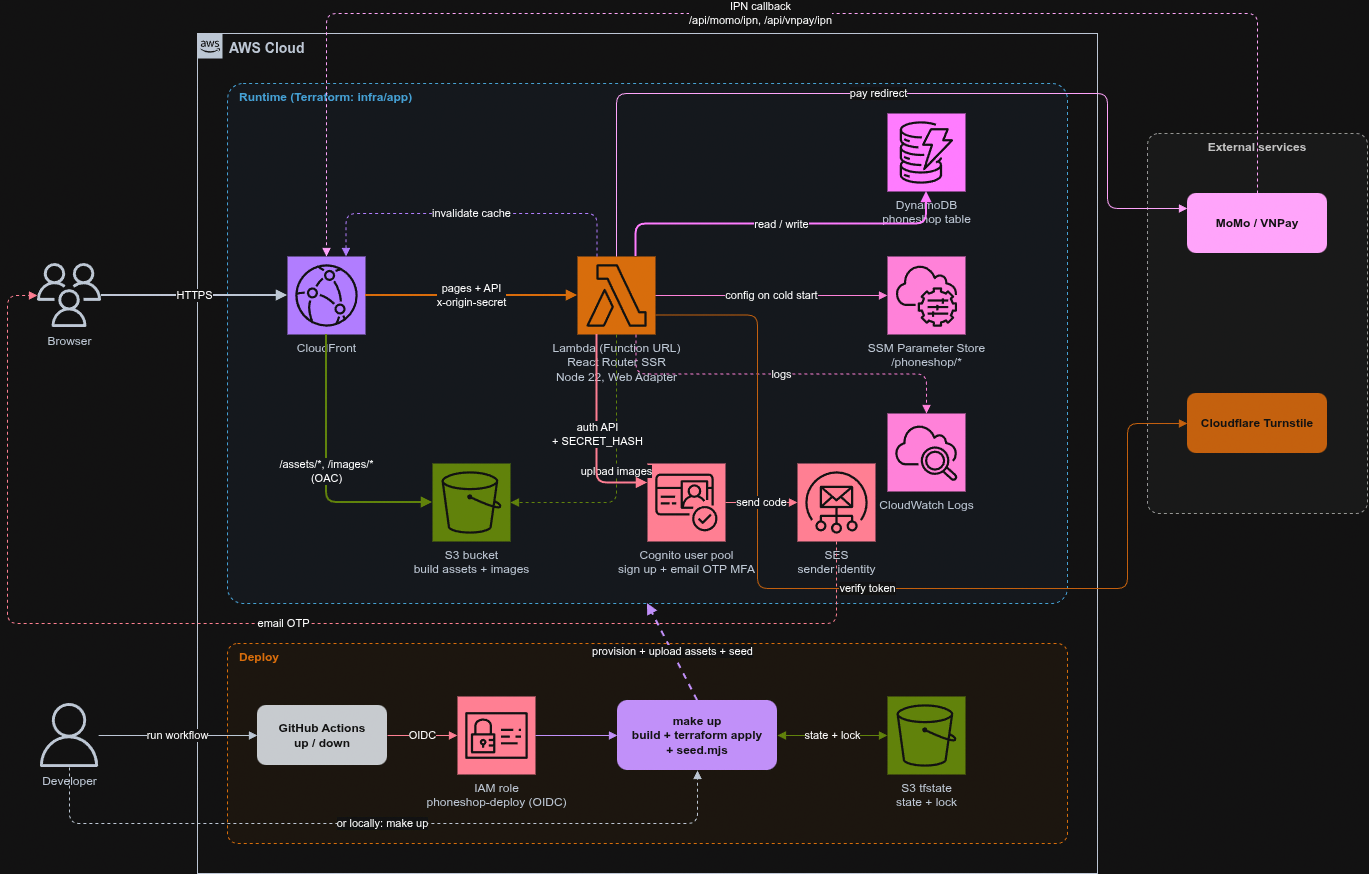 IPN callback
/api/momo/ipn, /api/vnpay/ipn
aws
AWS Cloud
Runtime (Terraform: infra/app)
pay redirect
External services
DynamoDB
phoneshop table
invalidate cache
read / write
MoMo / VNPay
HTTPS
pages + API
x-origin-secret
config on cold start
Browser
CloudFront
Lambda (Function URL)
React Router SSR
Node 22, Web Adapter
SSM Parameter Store
/phoneshop/*
logs
Cloudflare Turnstile
auth API
+ SECRET_HASH
/assets/*, /images/*
(OAC)
upload images
send code
CloudWatch Logs
S3 bucket
build assets + images
Cognito user pool
sign up + email OTP MFA
SES
sender identity
verify token
email OTP
provision + upload assets + seed
Deploy
run workflow
GitHub Actions
up / down
OIDC
make up
build + terraform apply
+ seed.mjs
state + lock
Developer
IAM role
phoneshop-deploy (OIDC)
S3 tfstate
state + lock
or locally: make up